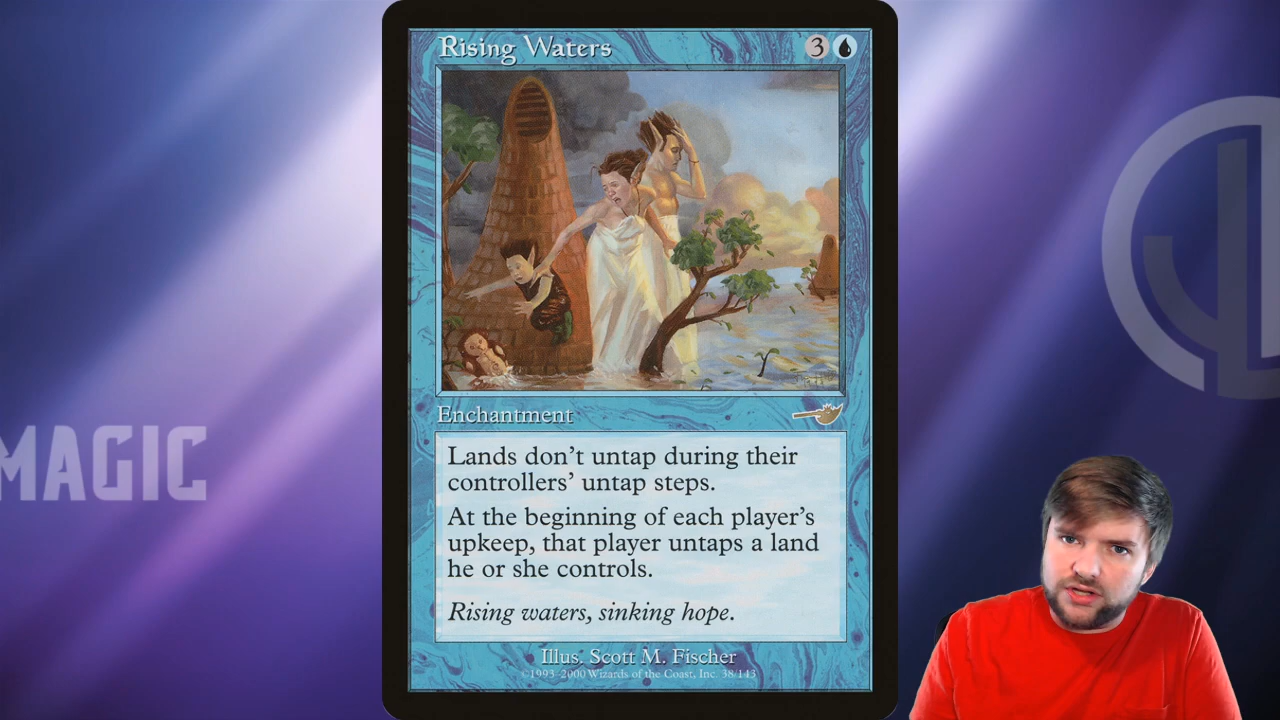 Rising Waters 3
Enchantment
Lands don't untap during their
controllers' untap steps.
At the beginning of each player's
upkeep, that player untaps a land
he or she controls.
Rising waters, sinking hope.
Illus. Scott M. Fischer
©1993-2000 Wizards of the Coast, Inc. 38/143
MAGIC